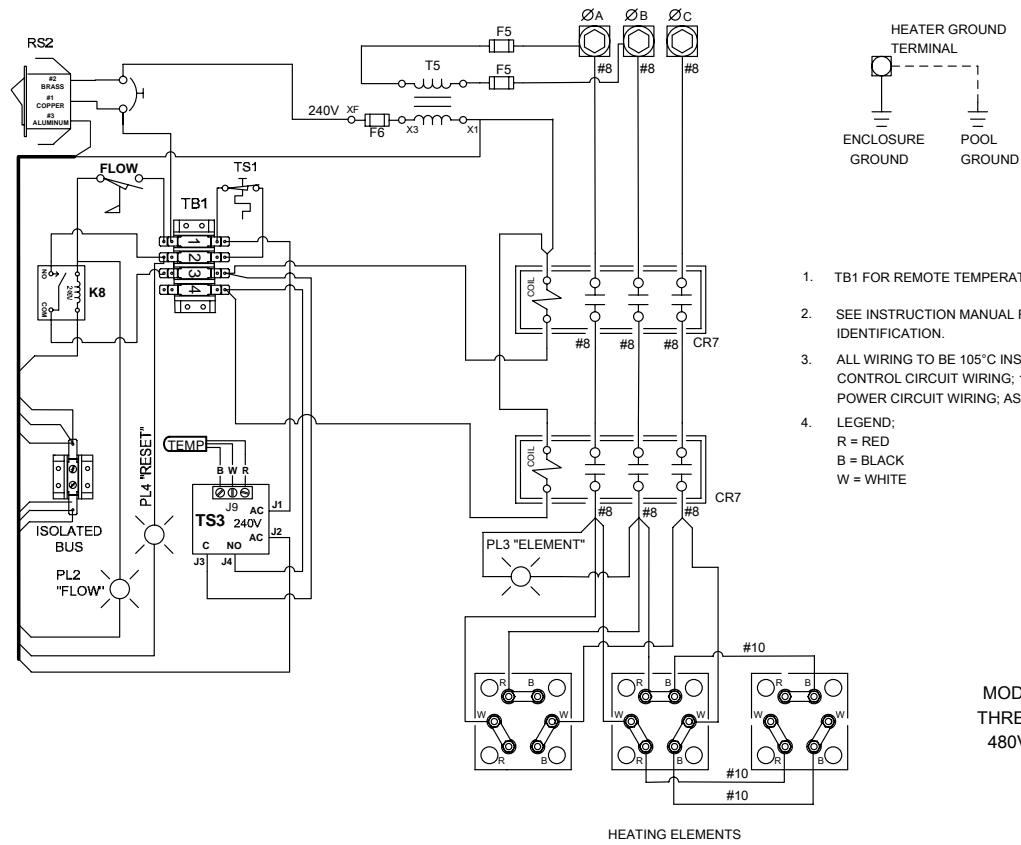 ØA ØB ØC
F5
RS2
#2
BRASS
#1
COPPER
#3
ALUMINUM
T5
F5
#8 #8 #8
240V XF
F6
X3
X1
HEATER GROUND
TERMINAL
ENCLOSURE
GROUND
POOL
GROUND
FLOW
TS1
TB1
1
2
3
4
NO
COM
240V
K8
COIL
#8 #8 #8
CR7
1. TB1 FOR REMOTE TEMPERAT
2. SEE INSTRUCTION MANUAL F
IDENTIFICATION.
3. ALL WIRING TO BE 105°C INS
CONTROL CIRCUIT WIRING;
POWER CIRCUIT WIRING; AS
4. LEGEND;
R = RED
B = BLACK
W = WHITE
PL4 "RESET"
TEMP
B W R
J9
TS3
240V
AC
J1
AC
J2
C NO
J3 J4
ISOLATED
BUS
PL2
"FLOW"
COIL
CR7
#8 #8 #8
PL3 "ELEMENT"
#10
R B
W W
R B
R B
W W
R B
R B
W W
R B
#10
#10
HEATING ELEMENTS
MOD
THRE
480V